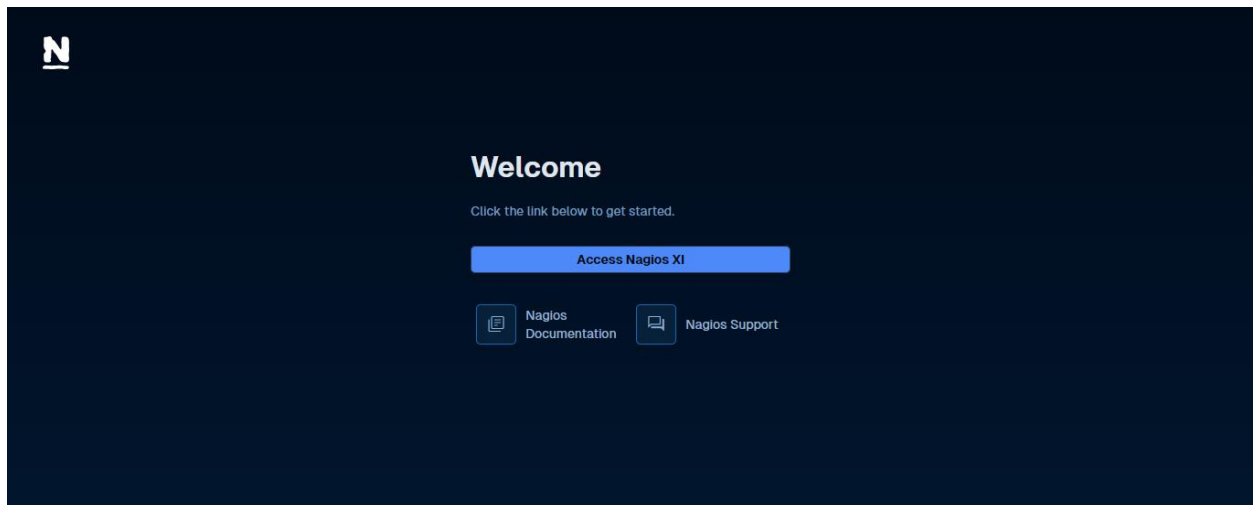 N
Welcome
Click the link below to get started.
Access Nagios XI
Nagios
Documentation
Nagios Support